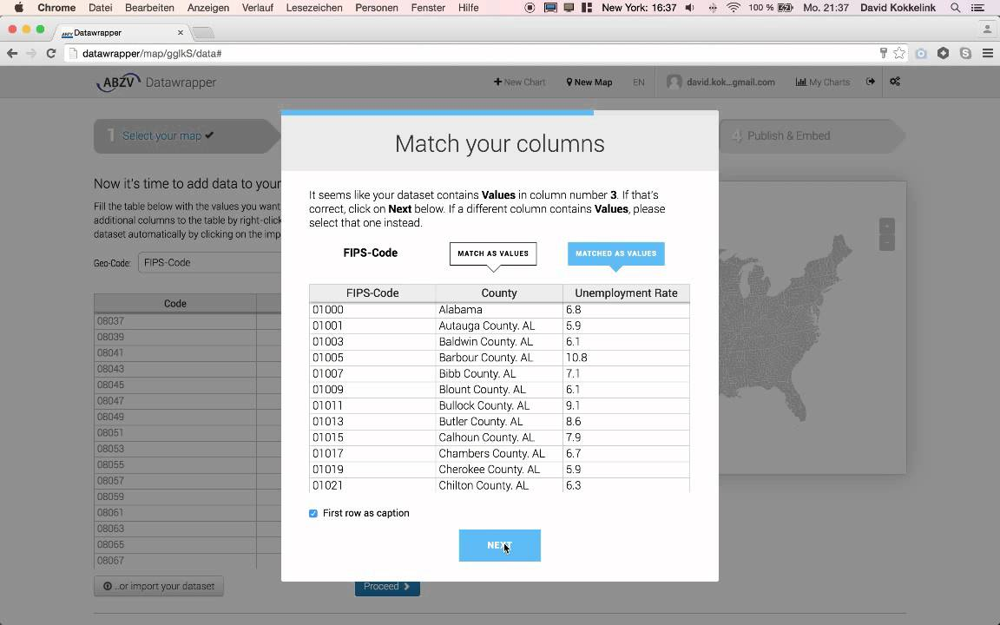 Chrome Datei Bearbeiten Anzeigen Verlauf Lesezeichen Personen Fenster Hilfe New York: 16:37 100 % Mo. 21:37 David Kokkelink
Datawrapper
datawrapper/map/gglkS/data#
ABZV Datawrapper
New Chart New Map EN david.kok...gmail.com My Charts
1 Select your map
4 Publish & Embed
Now it's time to add data to your
Fill the table below with the values you want
additional columns to the table by right-click
dataset automatically by clicking on the imp
Geo-Code: FIPS-Code
Code
08037
08039
08041
08043
08045
08047
08049
08051
08053
08055
08057
08059
08061
08063
08065
08067
..or import your dataset
Proceed
Match your columns
It seems like your dataset contains Values in column number 3. If that's
correct, click on Next below. If a different column contains Values, please
select that one instead.
FIPS-Code MATCH AS VALUES MATCHED AS VALUES
FIPS-Code County Unemployment Rate
01000 Alabama 6.8
01001 Autauga County. AL 5.9
01003 Baldwin County. AL 6.1
01005 Barbour County. AL 10.8
01007 Bibb County. AL 7.1
01009 Blount County. AL 6.1
01011 Bullock County. AL 9.1
01013 Butler County. AL 8.6
01015 Calhoun County. AL 7.9
01017 Chambers County. AL 6.7
01019 Cherokee County. AL 5.9
01021 Chilton County. AL 6.3
First row as caption
NEXT